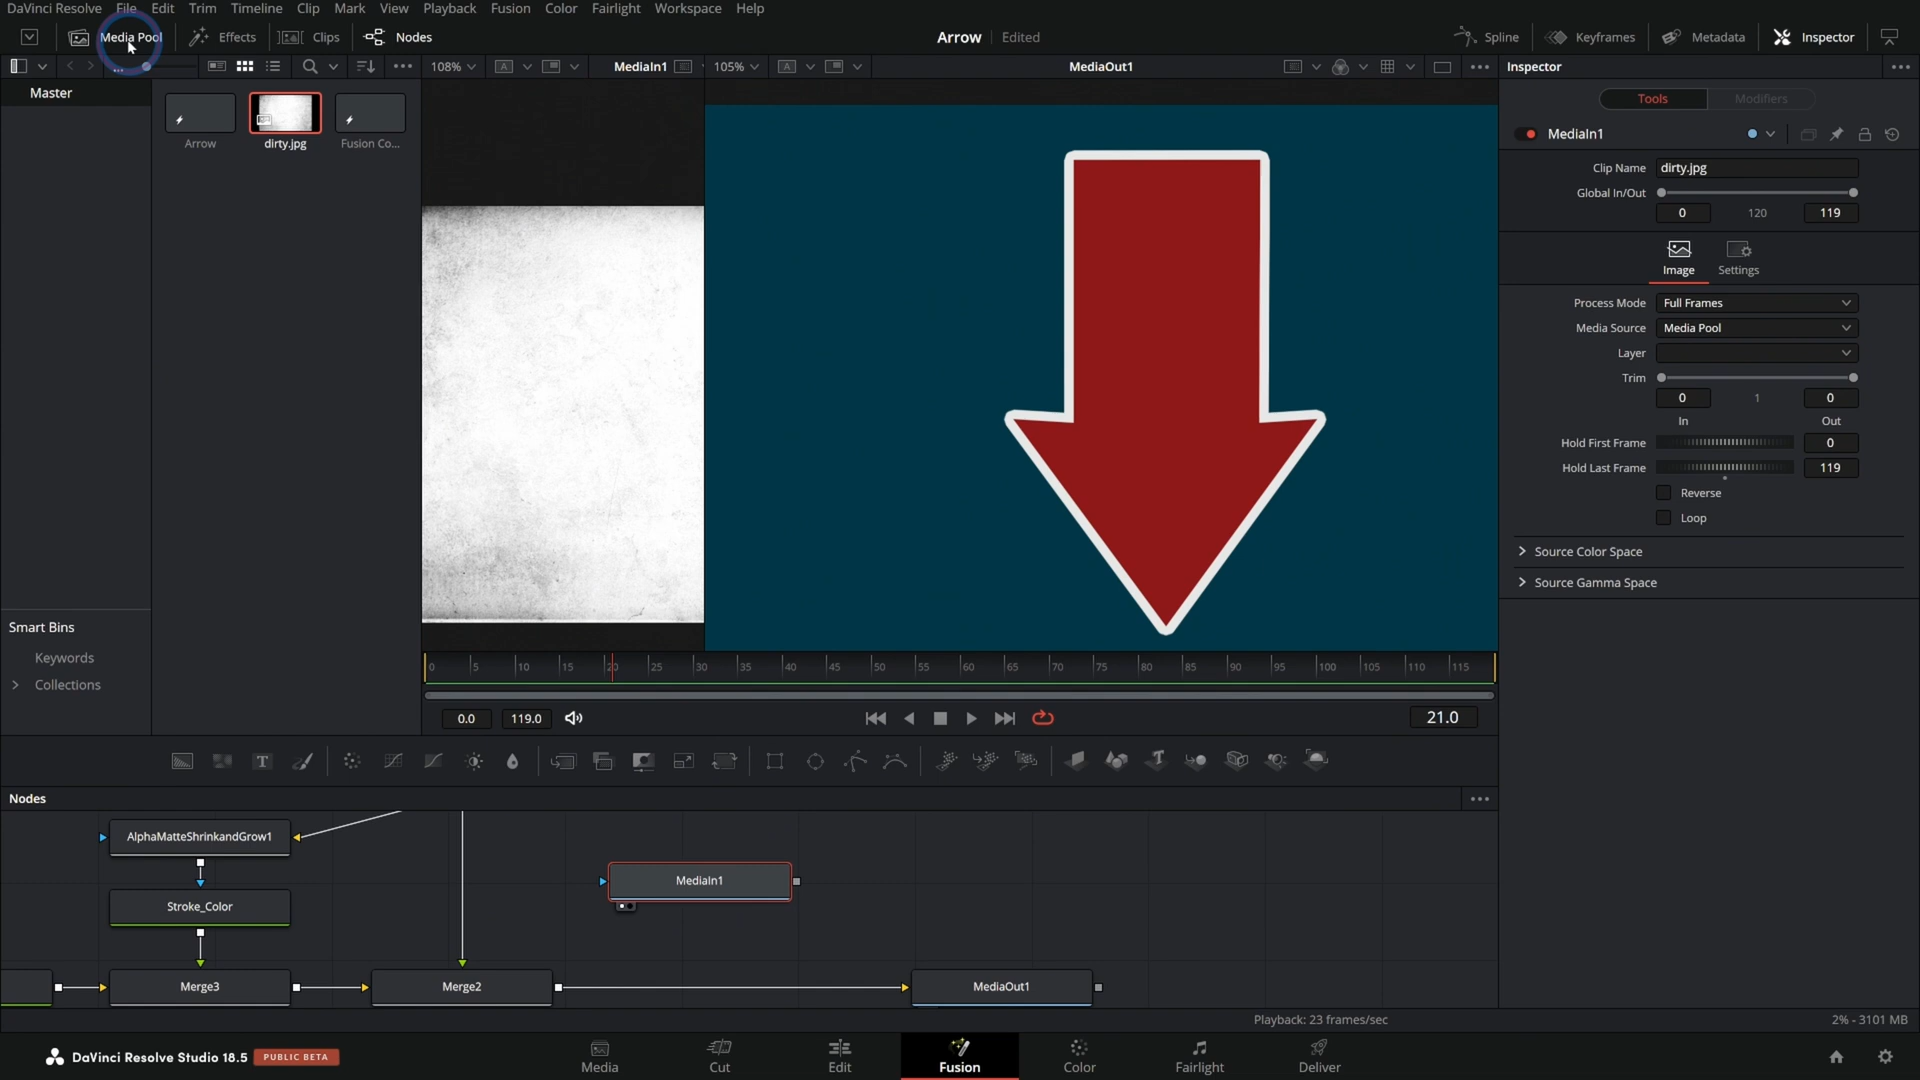 DaVinci Resolve File Edit Trim Timeline Clip Mark View Playback Fusion Color Fairlight Workspace Help
Media Pool Effects Clips Nodes Arrow Edited Spline Keyframes Metadata Inspector
108% MediaIn1 105% MediaOut1 Inspector
Master
Arrow dirty.jpg Fusion Co...
Tools Modifiers
MediaIn1
Clip Name dirty.jpg
Global In/Out
0 120 119
Image Settings
Process Mode Full Frames
Media Source Media Pool
Layer
Trim
0 1 0
In Out
Hold First Frame 0
Hold Last Frame 119
Reverse
Loop
Source Color Space
Source Gamma Space
Smart Bins
Keywords
Collections
0 5 10 15 20 25 30 35 40 45 50 55 60 65 70 75 80 85 90 95 100 105 110 115
0.0 119.0 21.0
Nodes
AlphaMatteShrinkandGrow1
MediaIn1
Stroke_Color
Merge3 Merge2 MediaOut1
Playback: 23 frames/sec 2% - 3101 MB
DaVinci Resolve Studio 18.5 PUBLIC BETA
Media Cut Edit Fusion Color Fairlight Deliver